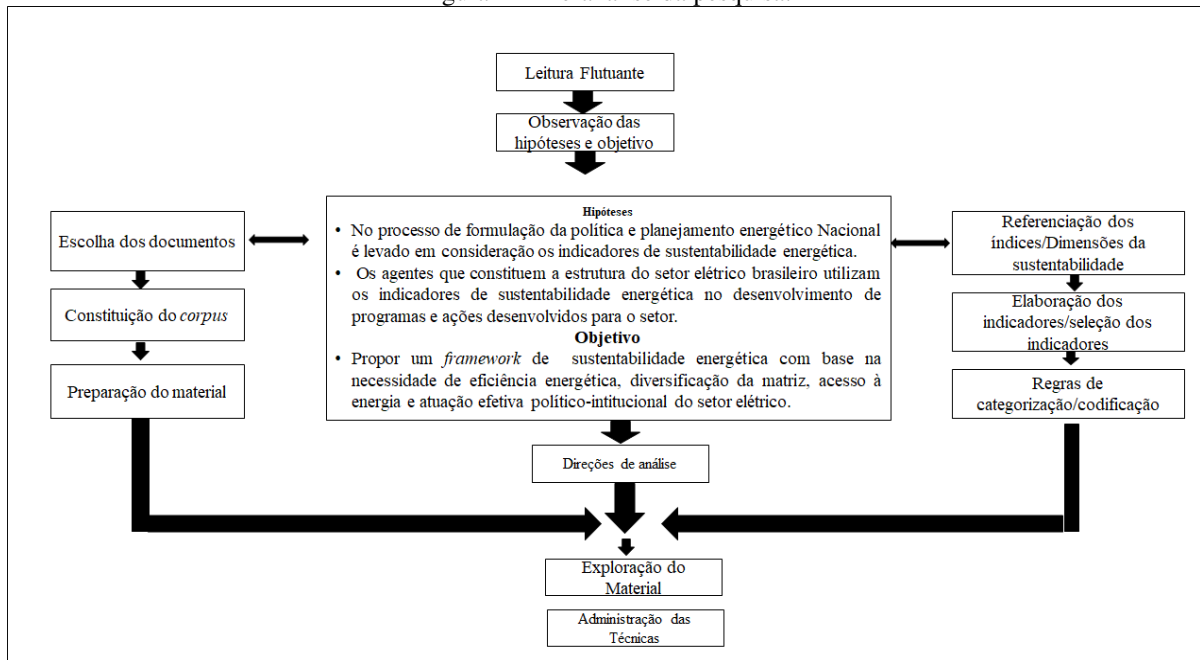 Leitura Flutuante
Observação das
hipóteses e objetivo
Escolha dos documentos
Constituição do corpus
Preparação do material
Hipóteses
• No processo de formulação da política e planejamento energético Nacional
é levado em consideração os indicadores de sustentabilidade energética.
• Os agentes que constituem a estrutura do setor elétrico brasileiro utilizam
os indicadores de sustentabilidade energética no desenvolvimento de
programas e ações desenvolvidos para o setor.
Objetivo
• Propor um framework de sustentabilidade energética com base na
necessidade de eficiência energética, diversificação da matriz, acesso à
energia e atuação efetiva político-intitucional do setor elétrico.
Referenciação dos
índices/Dimensões da
sustentabilidade
Elaboração dos
indicadores/seleção dos
indicadores
Regras de
categorização/codificação
Direções de análise
Exploração do
Material
Administração das
Técnicas